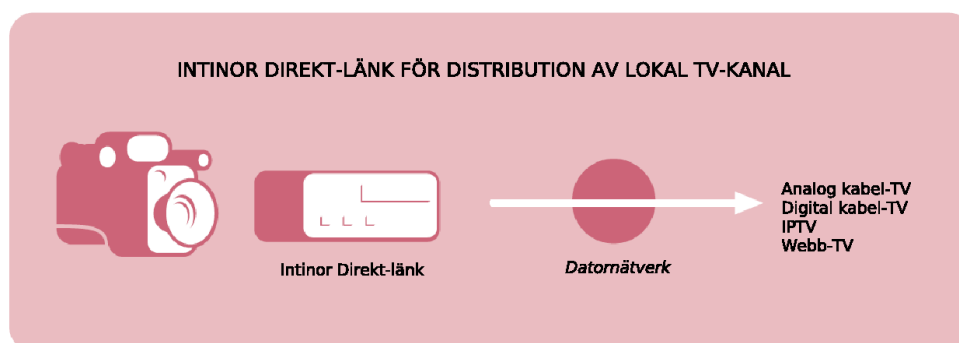 INTINOR DIREKT-LÄNK FÖR DISTRIBUTION AV LOKAL TV-KANAL
Intinor Direkt-länk
Datornätverk
Analog kabel-TV
Digital kabel-TV
IPTV
Webb-TV